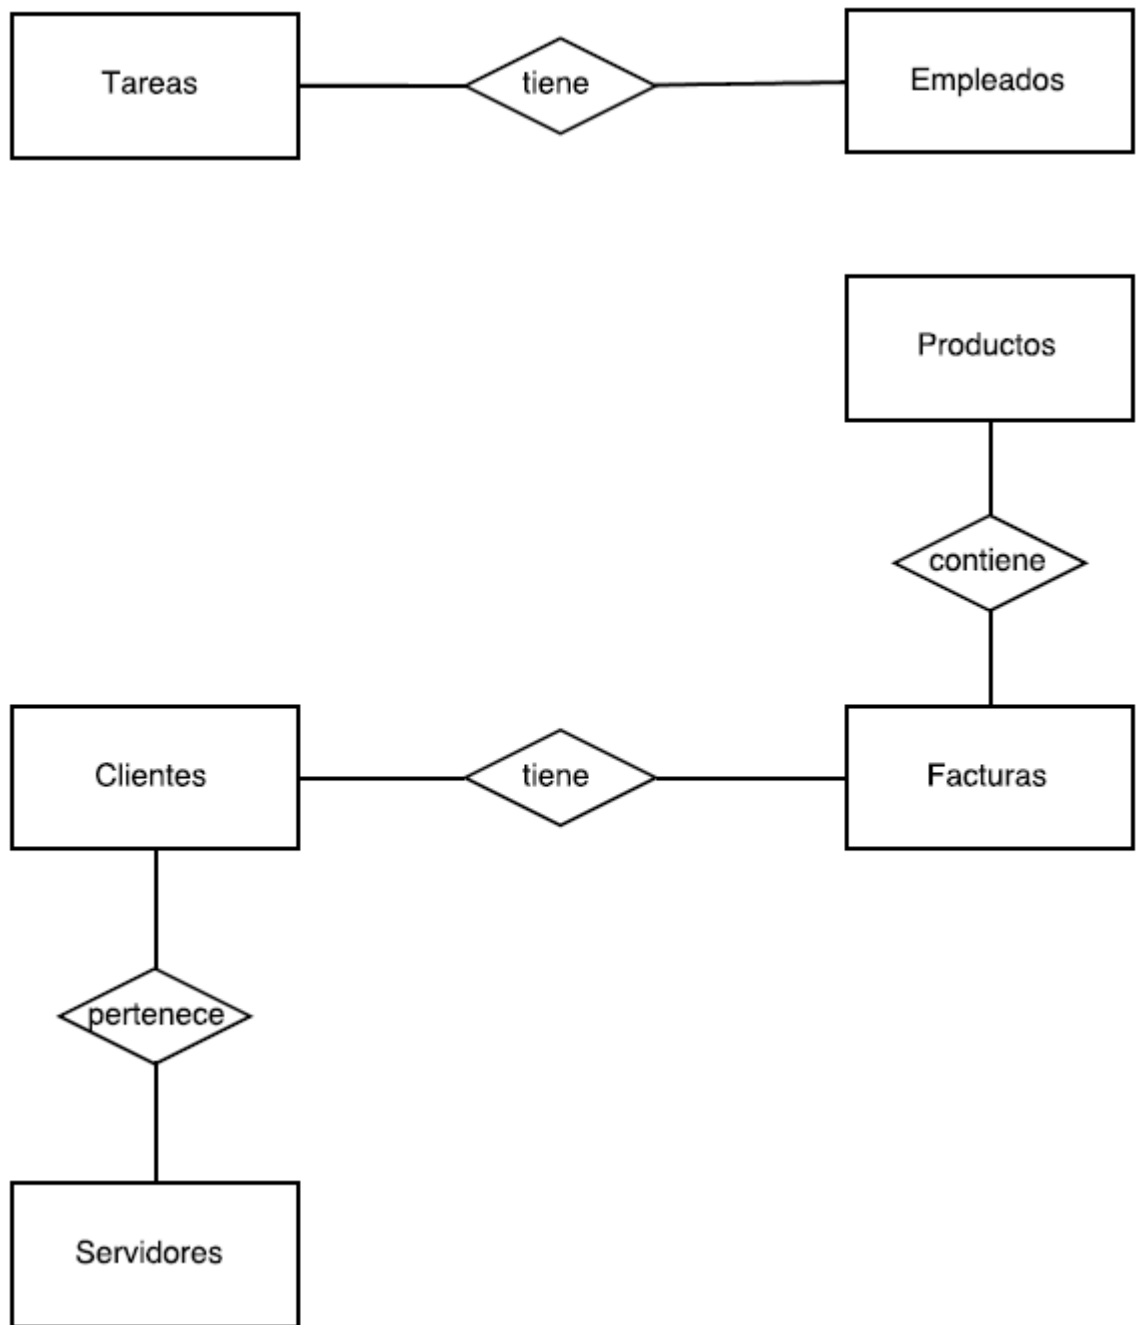 Tareas
tiene
Empleados
Productos
contiene
Clientes
tiene
Facturas
pertenece
Servidores